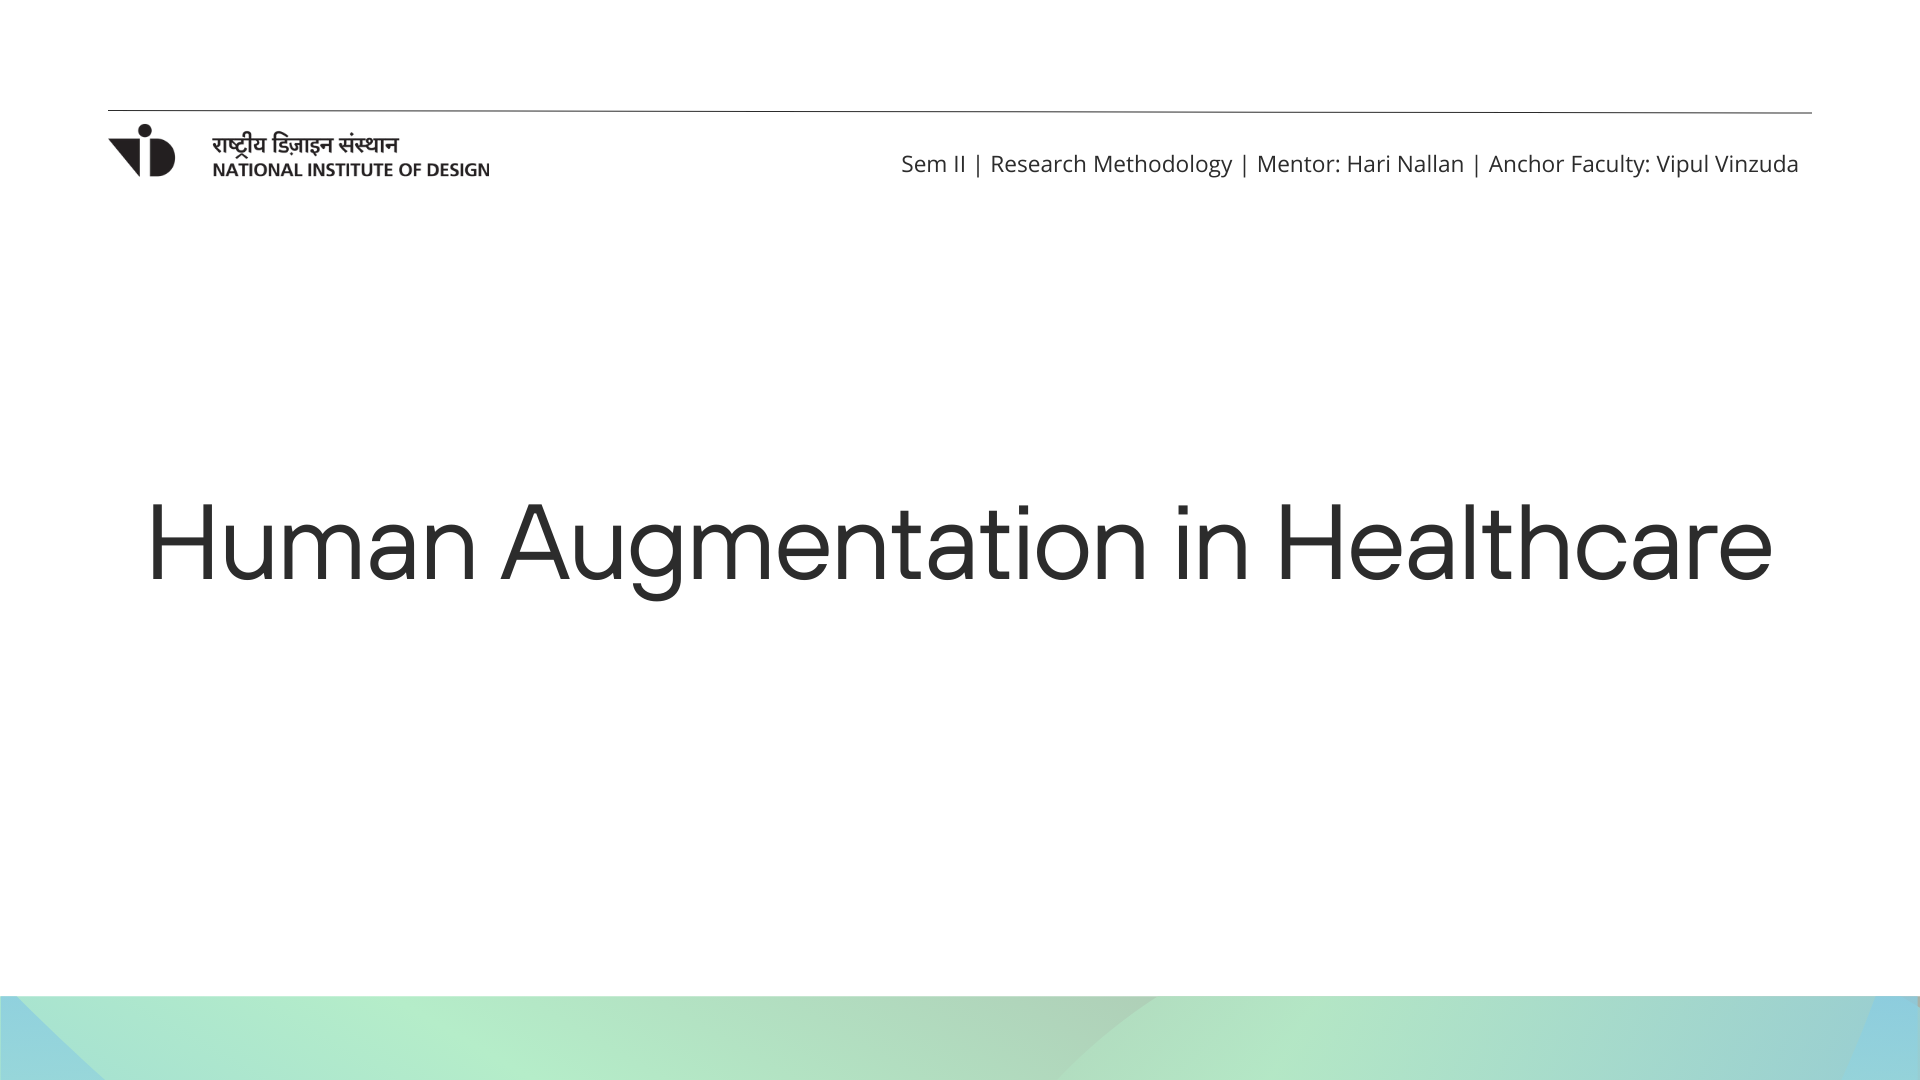 राष्ट्रीय डिज़ाइन संस्थान
NATIONAL INSTITUTE OF DESIGN
Sem II | Research Methodology | Mentor: Hari Nallan | Anchor Faculty: Vipul Vinzuda
Human Augmentation in Healthcare